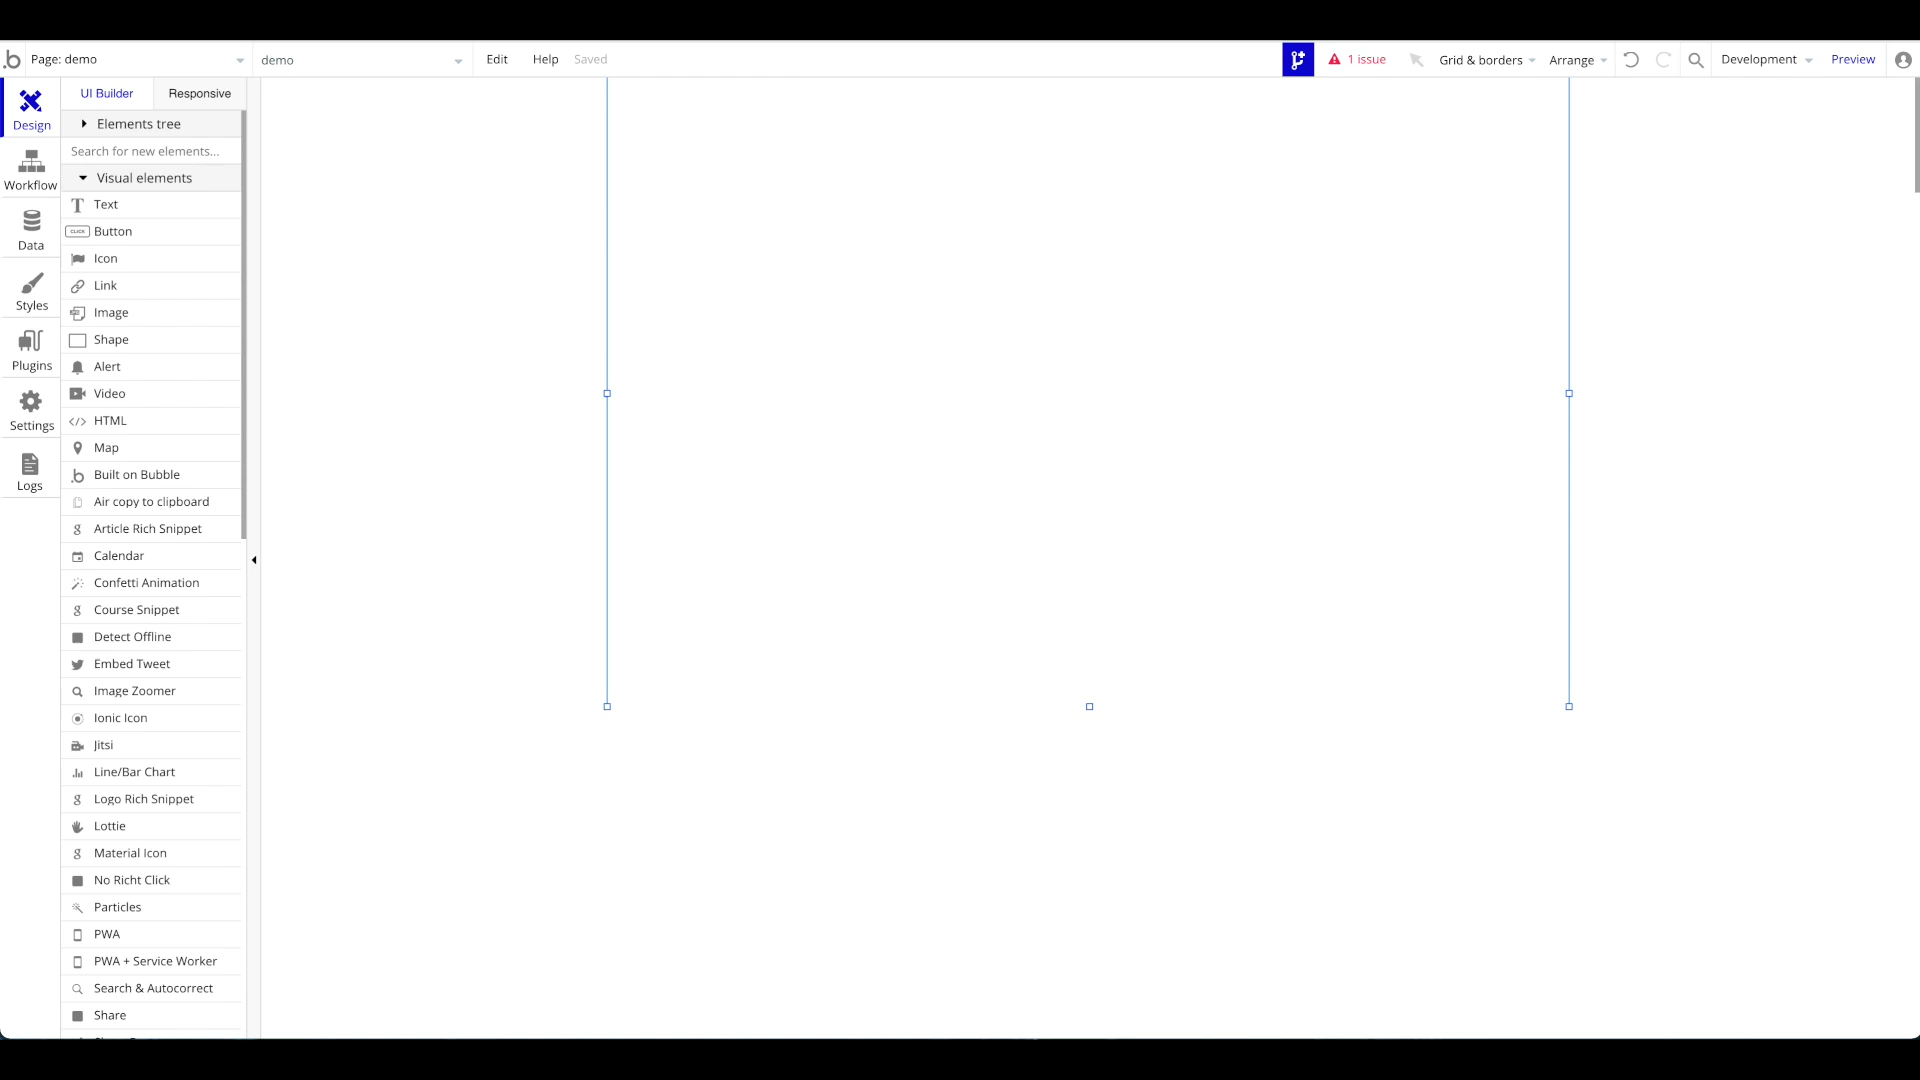 .b Page: demo demo Edit Help Saved 1 issue Grid & borders Arrange Development Preview
UI Builder Responsive
Design
Workflow
Data
Styles
Plugins
Settings
Logs
Elements tree
Search for new elements...
Visual elements
Text
CLICK Button
Icon
Link
Image
Shape
Alert
Video
</> HTML
Map
Built on Bubble
Air copy to clipboard
Article Rich Snippet
Calendar
Confetti Animation
Course Snippet
Detect Offline
Embed Tweet
Image Zoomer
Ionic Icon
Jitsi
Line/Bar Chart
Logo Rich Snippet
Lottie
Material Icon
No Richt Click
Particles
PWA
PWA + Service Worker
Search & Autocorrect
Share